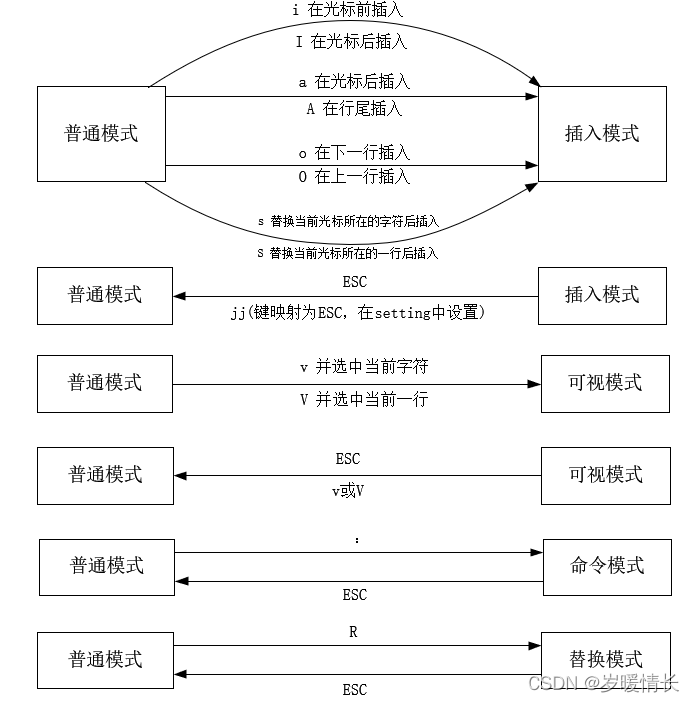 i 在光标前插入
I 在光标后插入
a 在光标后插入
A 在行尾插入
普通模式
插入模式
o 在下一行插入
O 在上一行插入
s 替换当前光标所在的字符后插入
S 替换当前光标所在的一行后插入
ESC
普通模式
插入模式
jj(键映射为ESC，在setting中设置)
v 并选中当前字符
普通模式
可视模式
V 并选中当前一行
ESC
普通模式
可视模式
v或V
:
普通模式
命令模式
ESC
R
普通模式
替换模式
ESC
CSDN @岁暖情长